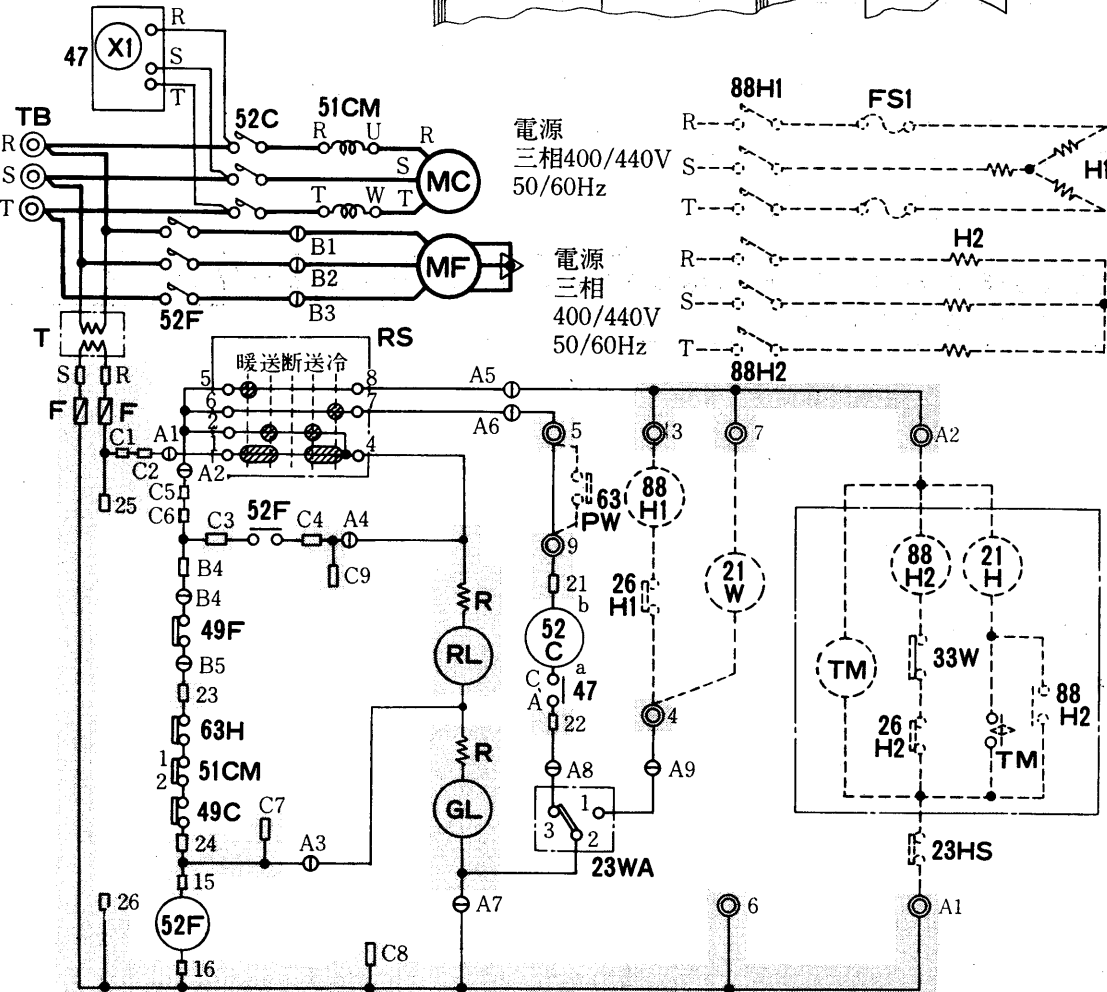 R
X1
47
S
T
TB
R
S
T
52C
51CM
R U R
S
T W T
MC
電源
三相400/440V
50/60Hz
88H1
FS1
R
S
T
H1
B1
B2
B3
52F
MF
電源
三相
400/440V
50/60Hz
H2
R
S
T
88H2
T
S R
F F
RS
暖送断送冷
5 8
6 7
2
1 4
A5
A6
C1 A1
C2
A2
25
C5
C6
C3 52F C4 A4
C9
B4
B4
49F
B5
23
63H
1
2
51CM
49C
24
C7
A3
15
26
52F
16
C8
R
RL
R
GL
A7
5
63
PW
9
21
b
52
C
a
C
A
47
22
A8
3 1
2
23WA
3
88
H1
26
H1
4
A9
7
21
W
6
A2
88
H2
21
H
TM
33W
26
H2
88
H2
TM
23HS
A1